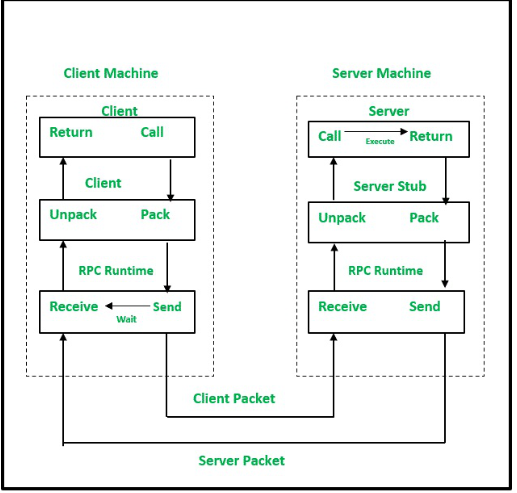 Client Machine
Server Machine
Client
Return Call
Client
Unpack Pack
RPC Runtime
Receive Send
Wait
Server
Call Execute Return
Server Stub
Unpack Pack
RPC Runtime
Receive Send
Client Packet
Server Packet